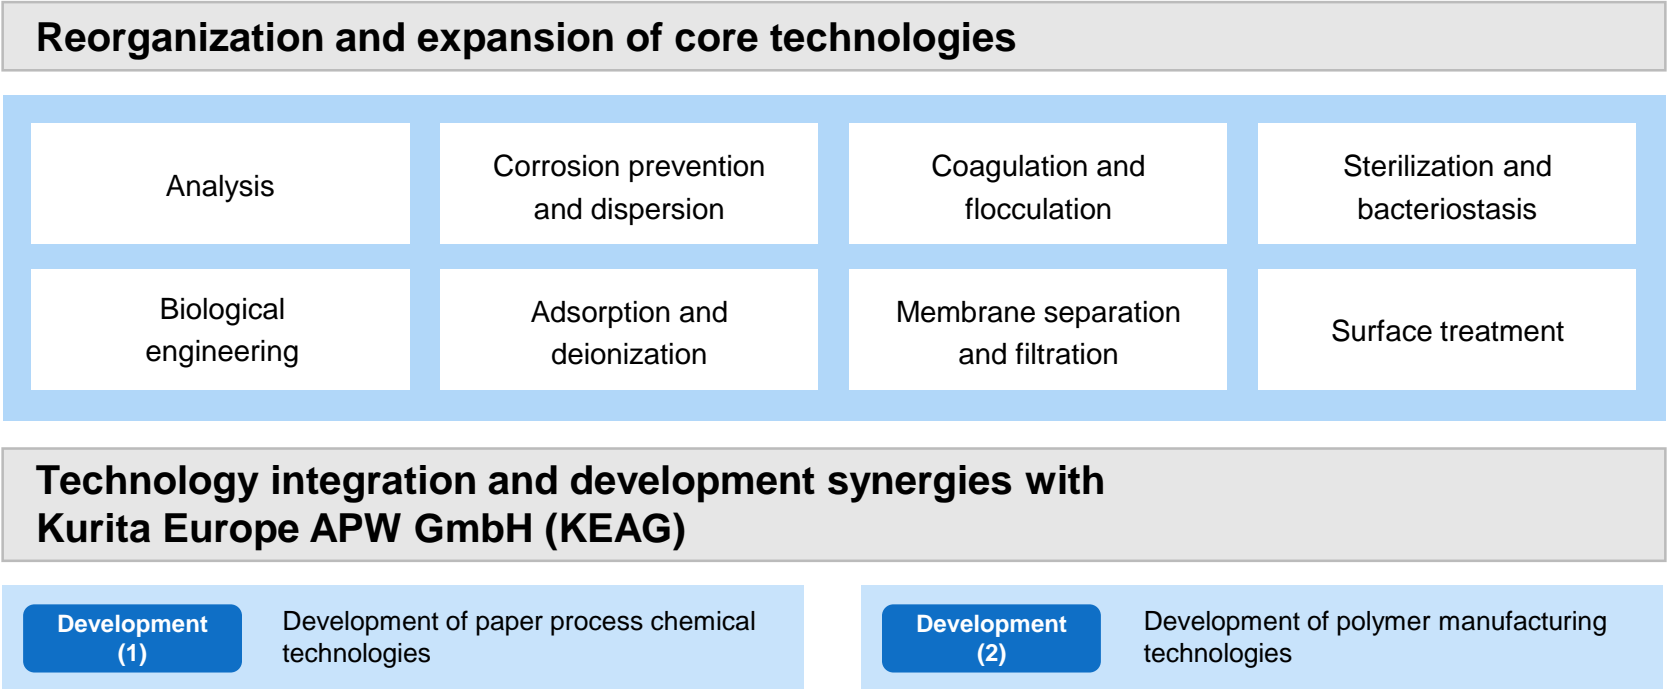 Reorganization and expansion of core technologies
Analysis
Corrosion prevention
and dispersion
Coagulation and
flocculation
Sterilization and
bacteriostasis
Biological
engineering
Adsorption and
deionization
Membrane separation
and filtration
Surface treatment
Technology integration and development synergies with
Kurita Europe APW GmbH (KEAG)
Development
(1)
Development of paper process chemical
technologies
Development
(2)
Development of polymer manufacturing
technologies